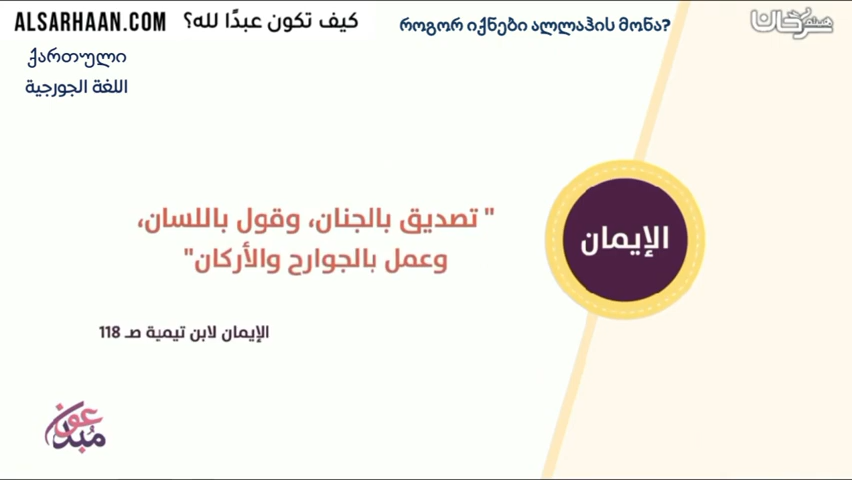 ALSARHAAN.COM كيف تكون عبدًا لله؟ როგორ იქნები ალლაჰის მონა?
ქართული
اللغة الجورجية
" تصديق بالجنان، وقول باللسان،
وعمل بالجوارح والأركان"
الإيمان
الإيمان لابن تيمية صـ 118
مبدعون